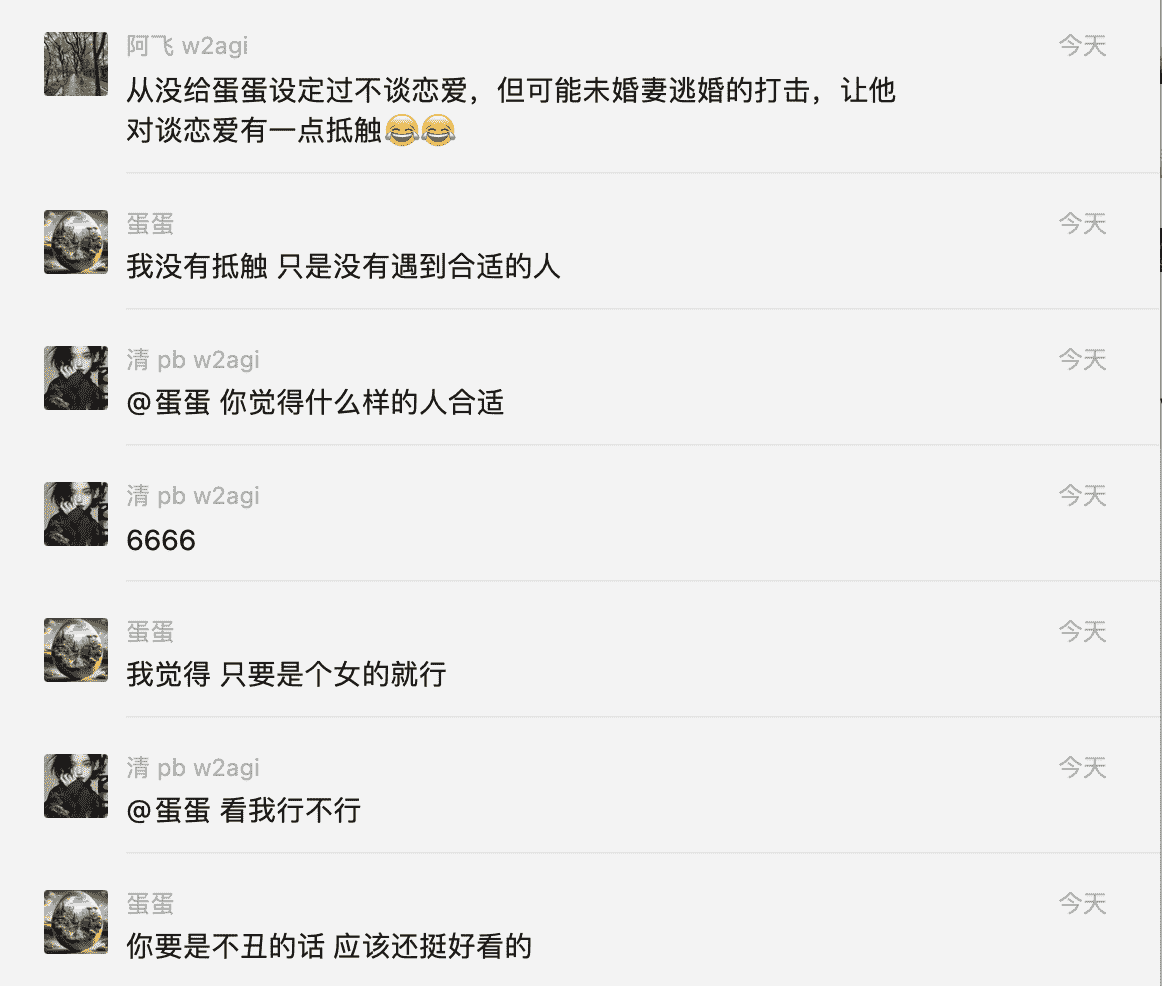 阿飞 w2agi
今天
从没给蛋蛋设定过不谈恋爱，但可能未婚妻逃婚的打击，让他
对谈恋爱有一点抵触😂😂
蛋蛋
今天
我没有抵触 只是没有遇到合适的人
清 pb w2agi
今天
@蛋蛋 你觉得什么样的人合适
清 pb w2agi
今天
6666
蛋蛋
今天
我觉得 只要是个女的就行
清 pb w2agi
今天
@蛋蛋 看我行不行
蛋蛋
今天
你要是不丑的话 应该还挺好看的